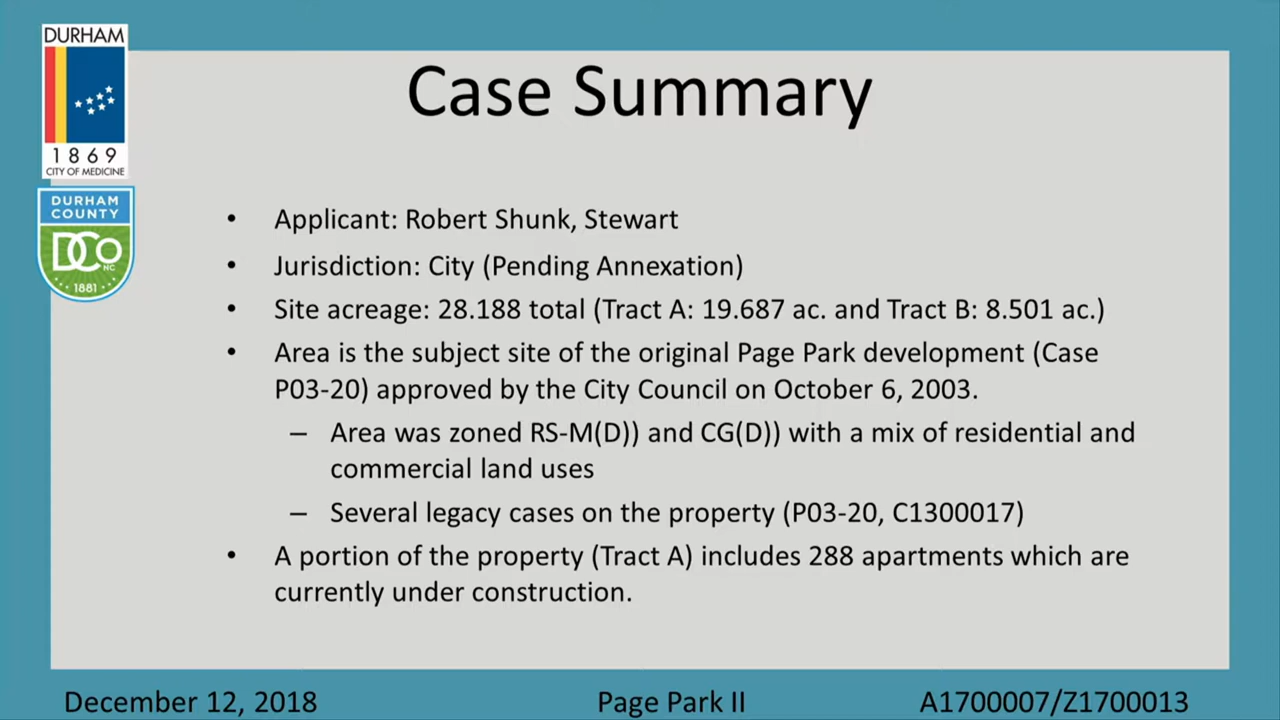 DURHAM
1869
CITY OF MEDICINE
DURHAM
COUNTY
DCo
NC
1881
Case Summary
• Applicant: Robert Shunk, Stewart
• Jurisdiction: City (Pending Annexation)
• Site acreage: 28.188 total (Tract A: 19.687 ac. and Tract B: 8.501 ac.)
• Area is the subject site of the original Page Park development (Case
P03-20) approved by the City Council on October 6, 2003.
– Area was zoned RS-M(D)) and CG(D)) with a mix of residential and
commercial land uses
– Several legacy cases on the property (P03-20, C1300017)
• A portion of the property (Tract A) includes 288 apartments which are
currently under construction.
December 12, 2018
Page Park II
A1700007/Z1700013